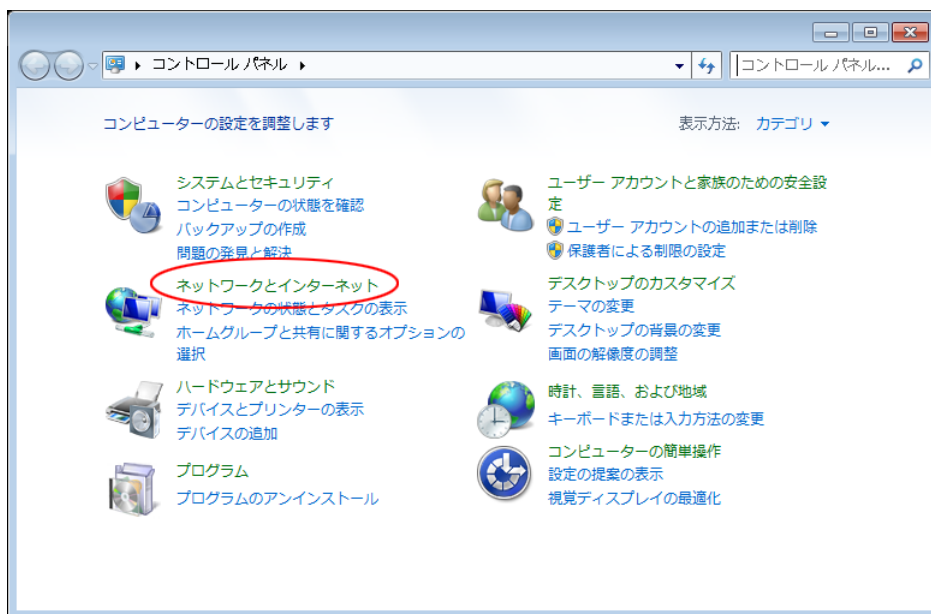 コントロール パネル
コントロール パネル...
コンピューターの設定を調整します
表示方法: カテゴリ
システムとセキュリティ
コンピューターの状態を確認
バックアップの作成
問題の発見と解決
ネットワークとインターネット
ネットワークの状態とタスクの表示
ホームグループと共有に関するオプションの
選択
ハードウェアとサウンド
デバイスとプリンターの表示
デバイスの追加
プログラム
プログラムのアンインストール
ユーザー アカウントと家族のための安全設
定
ユーザー アカウントの追加または削除
保護者による制限の設定
デスクトップのカスタマイズ
テーマの変更
デスクトップの背景の変更
画面の解像度の調整
時計、言語、および地域
キーボードまたは入力方法の変更
コンピューターの簡単操作
設定の提案の表示
視覚ディスプレイの最適化